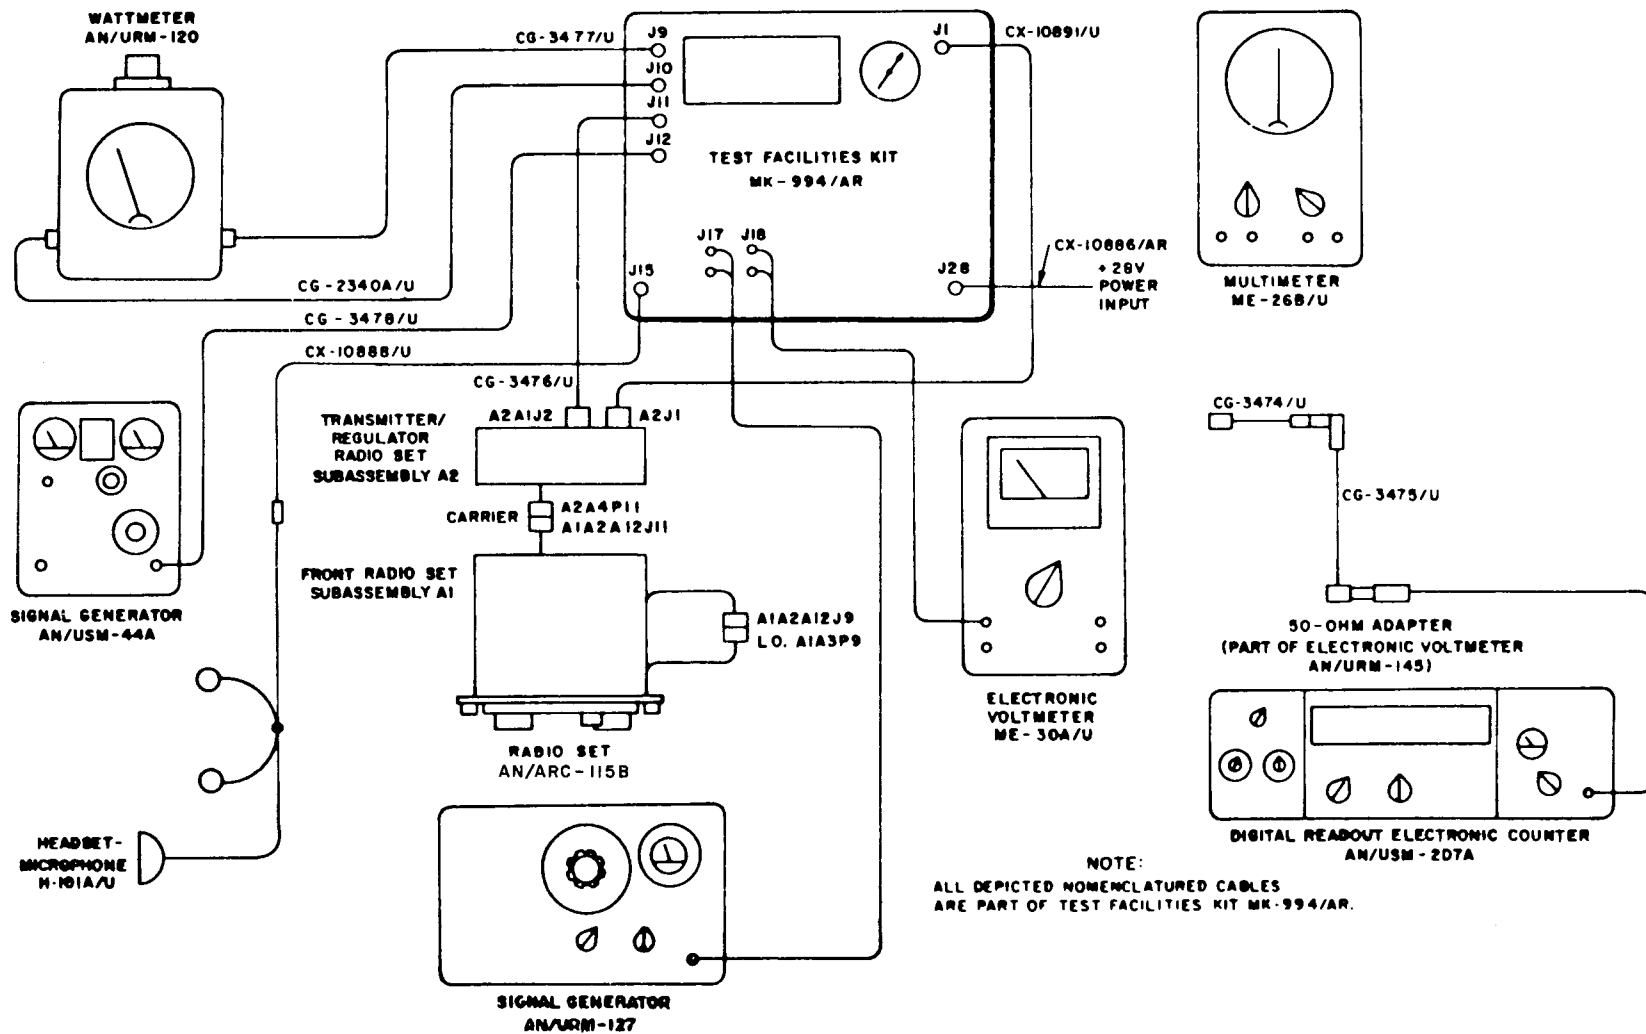 WATTMETER
AN/URM-120
CG-3477/U
J9
J10
J11
J12
J1
CX-10891/U
TEST FACILITIES KIT
MK-994/AR
J17
J18
J15
J28
CX-10886/AR
+28V
POWER
INPUT
MULTIMETER
ME-26B/U
CG-2340A/U
CG-3478/U
CX-10888/U
CG-3476/U
A2A1J2
A2J1
TRANSMITTER/
REGULATOR
RADIO SET
SUBASSEMBLY A2
CARRIER
A2A4P11
A1A2A12J11
FRONT RADIO SET
SUBASSEMBLY A1
A1A2A12J9
L.O. A1A3P9
RADIO SET
AN/ARC-115B
SIGNAL GENERATOR
AN/USM-44A
HEADSET-
MICROPHONE
H-101A/U
SIGNAL GENERATOR
AN/URM-127
ELECTRONIC
VOLTMETER
ME-30A/U
CG-3474/U
CG-3475/U
50-OHM ADAPTER
(PART OF ELECTRONIC VOLTMETER
AN/URM-145)
DIGITAL READOUT ELECTRONIC COUNTER
AN/USM-207A
NOTE:
ALL DEPICTED NOMENCLATURED CABLES
ARE PART OF TEST FACILITIES KIT MK-994/AR.